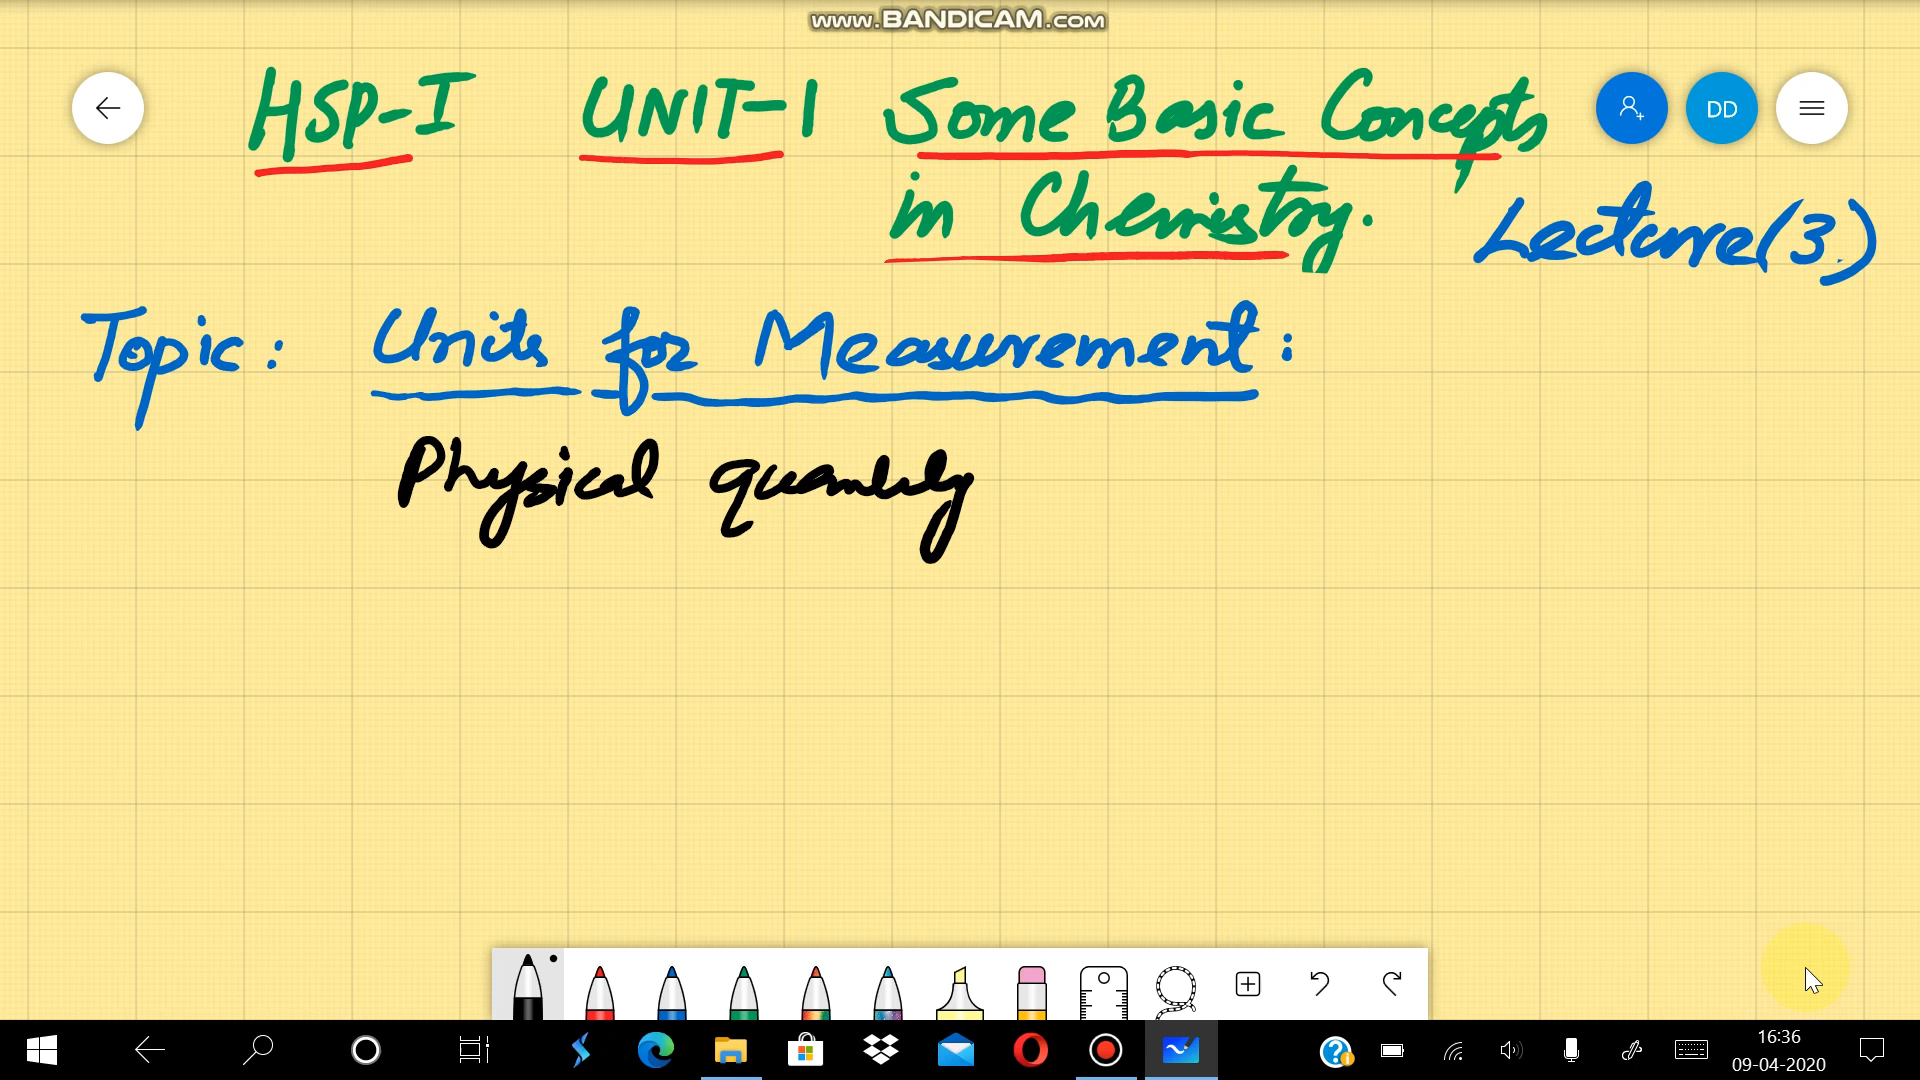 www.BANDICAM.com
HSP-I UNIT-1 Some Basic Concepts
in Chemistry.
Lecture(3.)
DD
Topic: Units for Measurement:
Physical quantity
16:36
09-04-2020